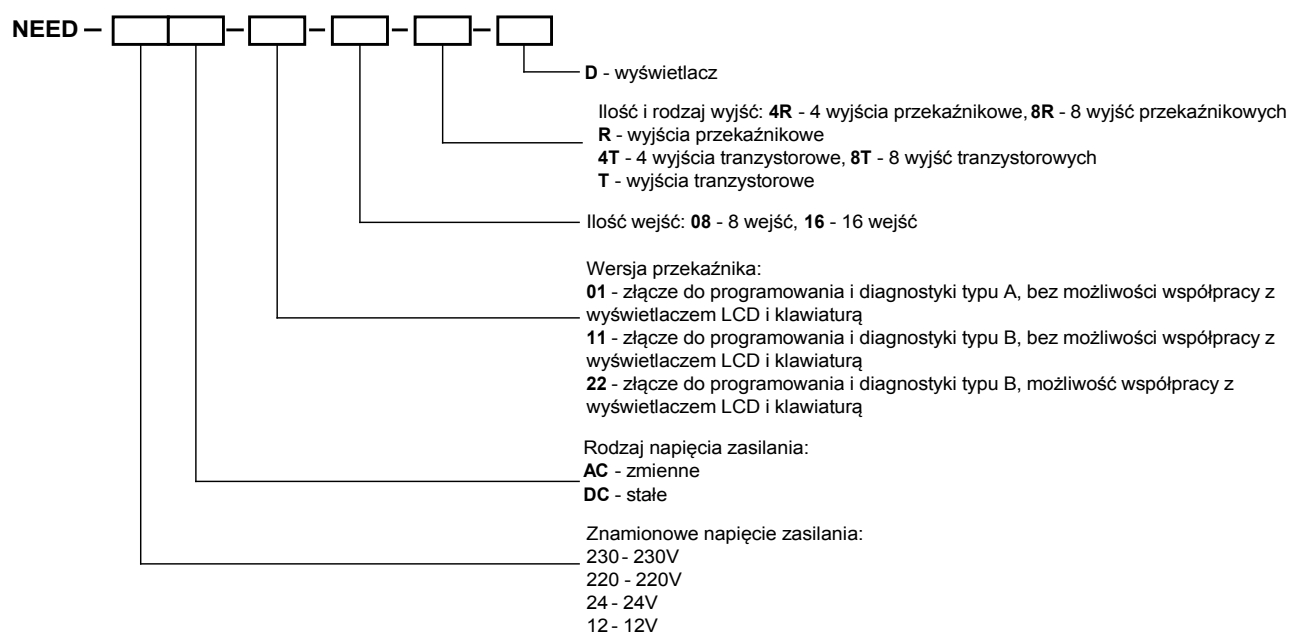 NEED – – – – –
D - wyświetlacz
Ilość i rodzaj wyjść: 4R - 4 wyjścia przekaźnikowe, 8R - 8 wyjść przekaźnikowych
R - wyjścia przekaźnikowe
4T - 4 wyjścia tranzystorowe, 8T - 8 wyjść tranzystorowych
T - wyjścia tranzystorowe
Ilość wejść: 08 - 8 wejść, 16 - 16 wejść
Wersja przekaźnika:
01 - złącze do programowania i diagnostyki typu A, bez możliwości współpracy z
wyświetlaczem LCD i klawiaturą
11 - złącze do programowania i diagnostyki typu B, bez możliwości współpracy z
wyświetlaczem LCD i klawiaturą
22 - złącze do programowania i diagnostyki typu B, możliwość współpracy z
wyświetlaczem LCD i klawiaturą
Rodzaj napięcia zasilania:
AC - zmienne
DC - stałe
Znamionowe napięcie zasilania:
230 - 230V
220 - 220V
24 - 24V
12 - 12V